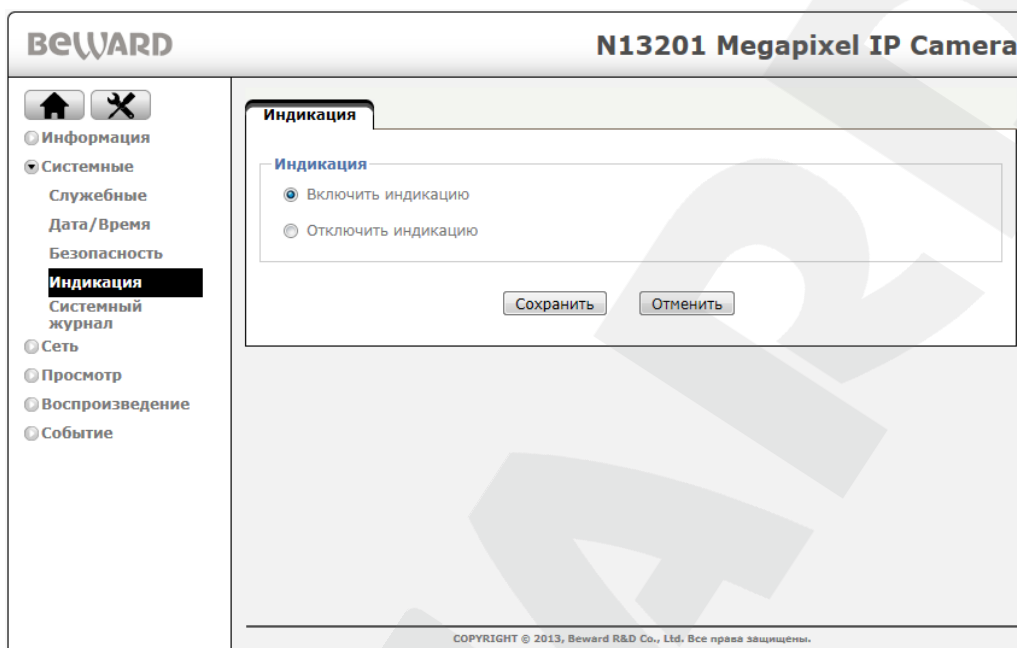 BEWARD
N13201 Megapixel IP Camera
Информация
Системные
Служебные
Дата/Время
Безопасность
Индикация
Системный
журнал
Сеть
Просмотр
Воспроизведение
Событие
Индикация
Индикация
Включить индикацию
Отключить индикацию
Сохранить
Отменить
COPYRIGHT © 2013, Beward R&D Co., Ltd. Все права защищены.